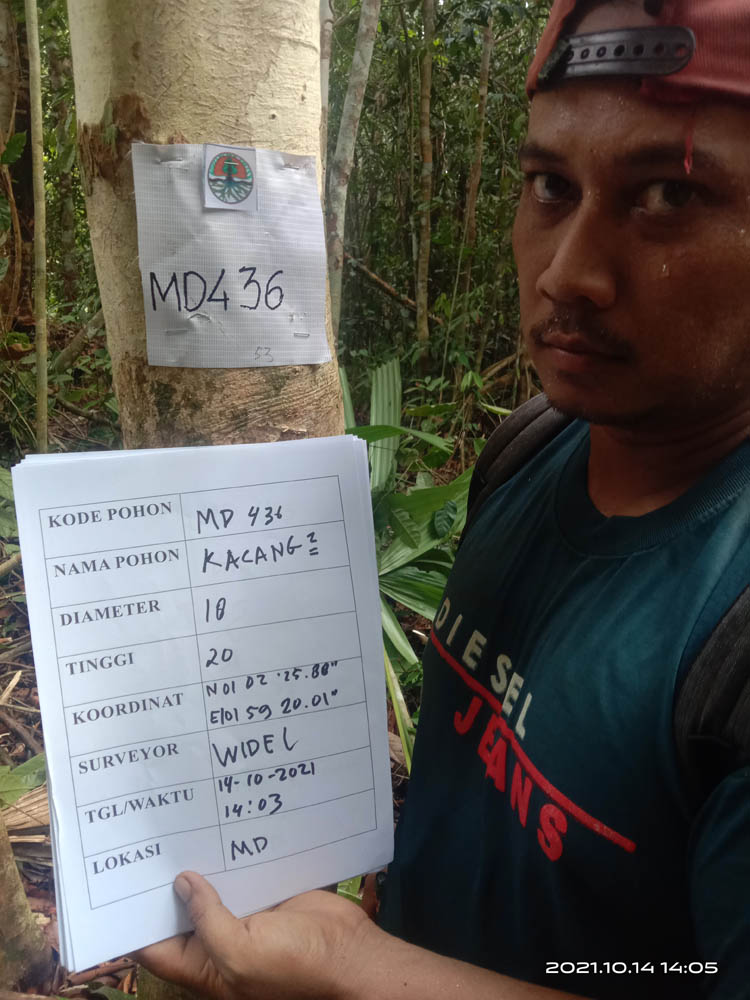 MD436
53
KODE POHON MD 436
NAMA POHON KACANG 2
DIAMETER 18
TINGGI 20
KOORDINAT N01 02 '25.88"
E101 59 20.01"
SURVEYOR WIDEL
TGL/WAKTU 14-10-2021
14:03
LOKASI MD
DIESEL
JEANS
2021.10.14 14:05